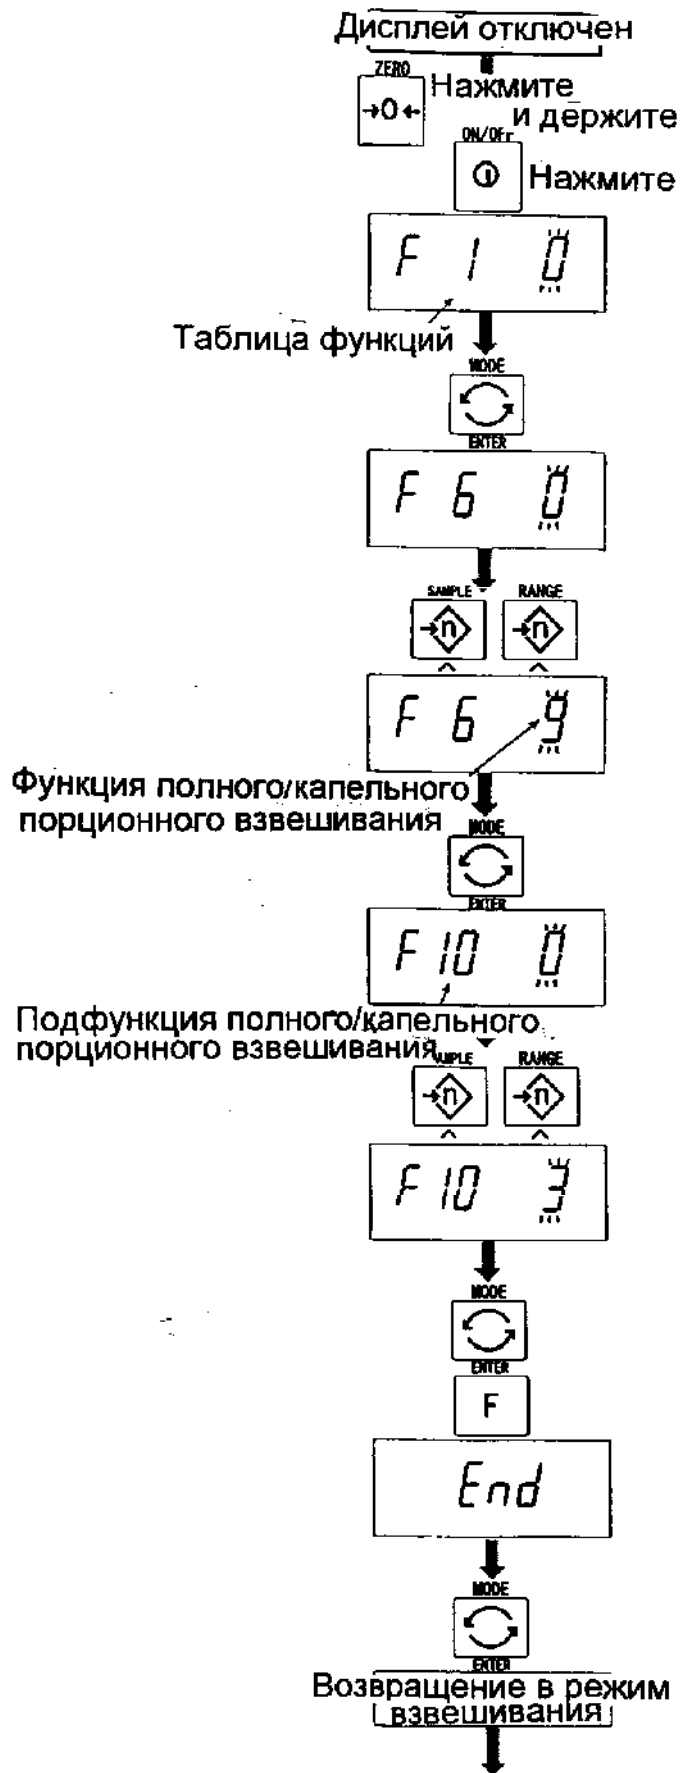 Дисплей отключен
ZERO
→0←
Нажмите
и держите
ON/OFF
Нажмите
F 1 0
Таблица функций
MODE
ENTER
F 6 0
SAMPLE RANGE
→n →n
F 6 9
Функция полного/капельного
порционного взвешивания
MODE
ENTER
F 10 0
Подфункция полного/капельного
порционного взвешивания
SAMPLE RANGE
→n →n
F 10 3
MODE
ENTER
F
End
MODE
ENTER
Возвращение в режим
взвешивания